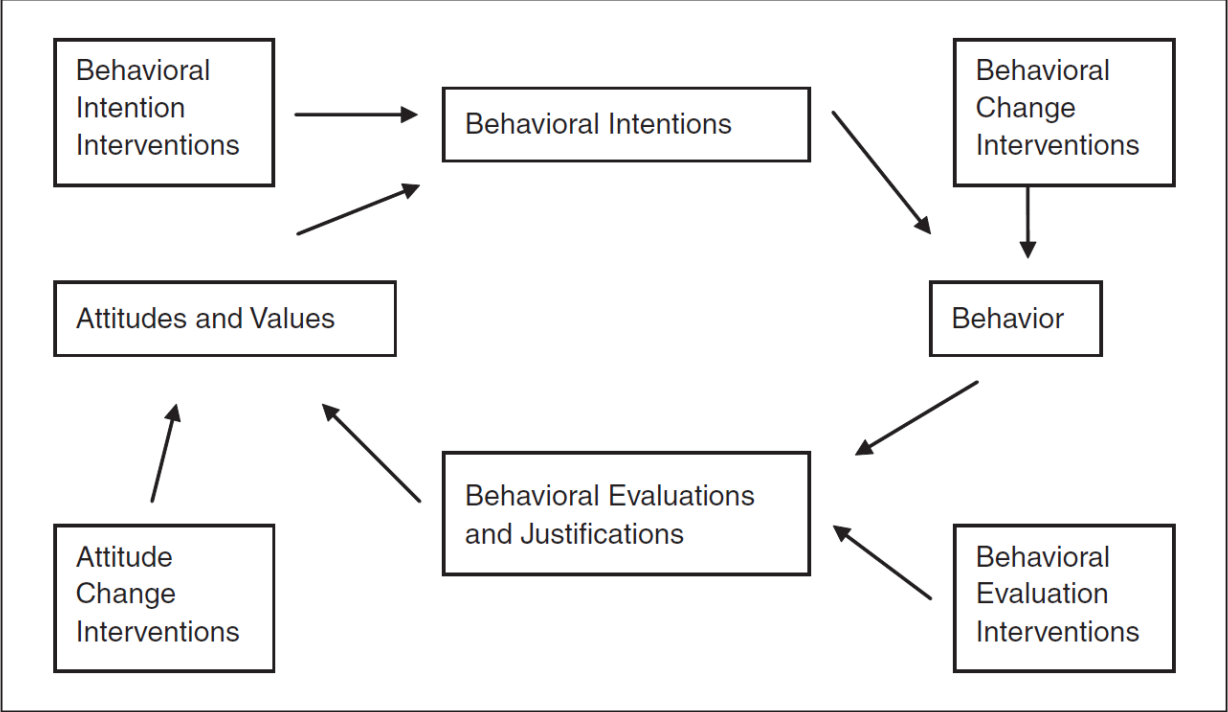 Behavioral
Intention
Interventions
Behavioral Intentions
Behavioral
Change
Interventions
Attitudes and Values
Behavior
Attitude
Change
Interventions
Behavioral Evaluations
and Justifications
Behavioral
Evaluation
Interventions